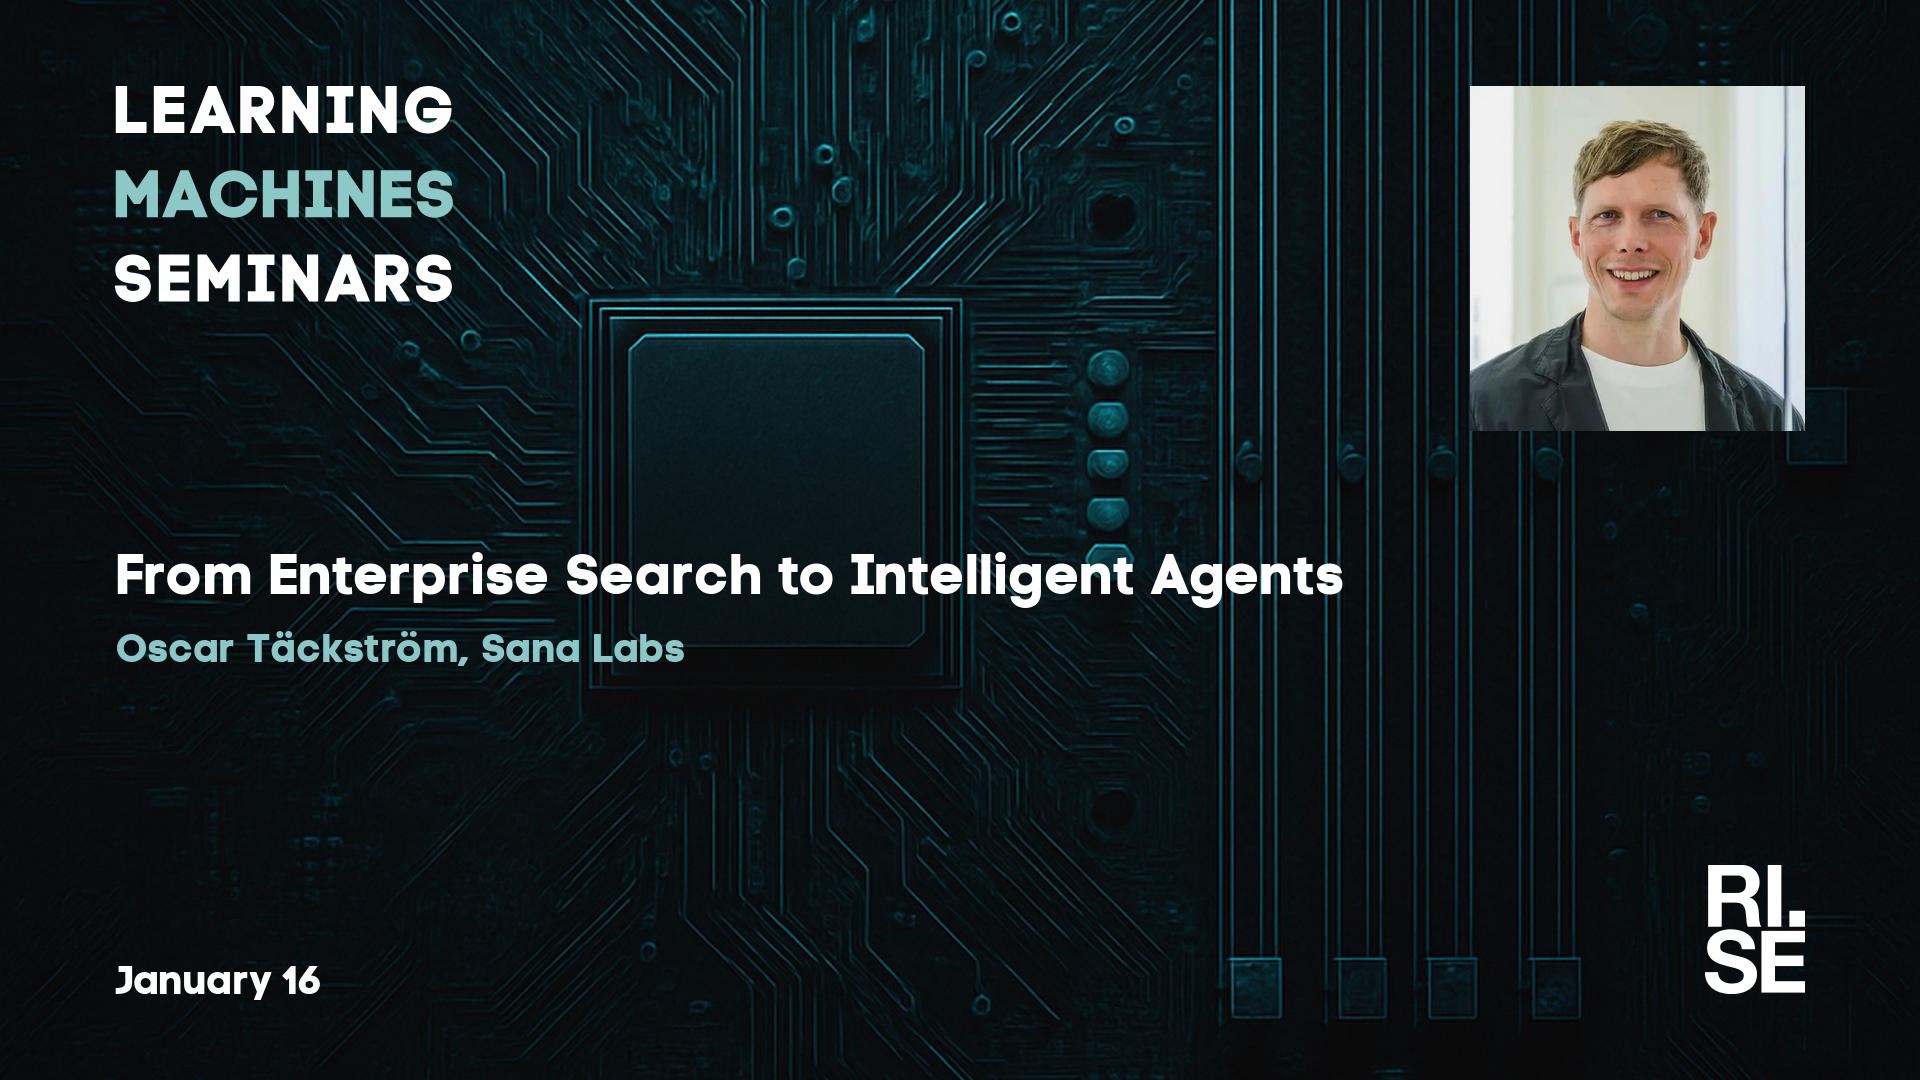 LEARNING
MACHINES
SEMINARS
From Enterprise Search to Intelligent Agents
Oscar Täckström, Sana Labs
January 16
RI.
SE